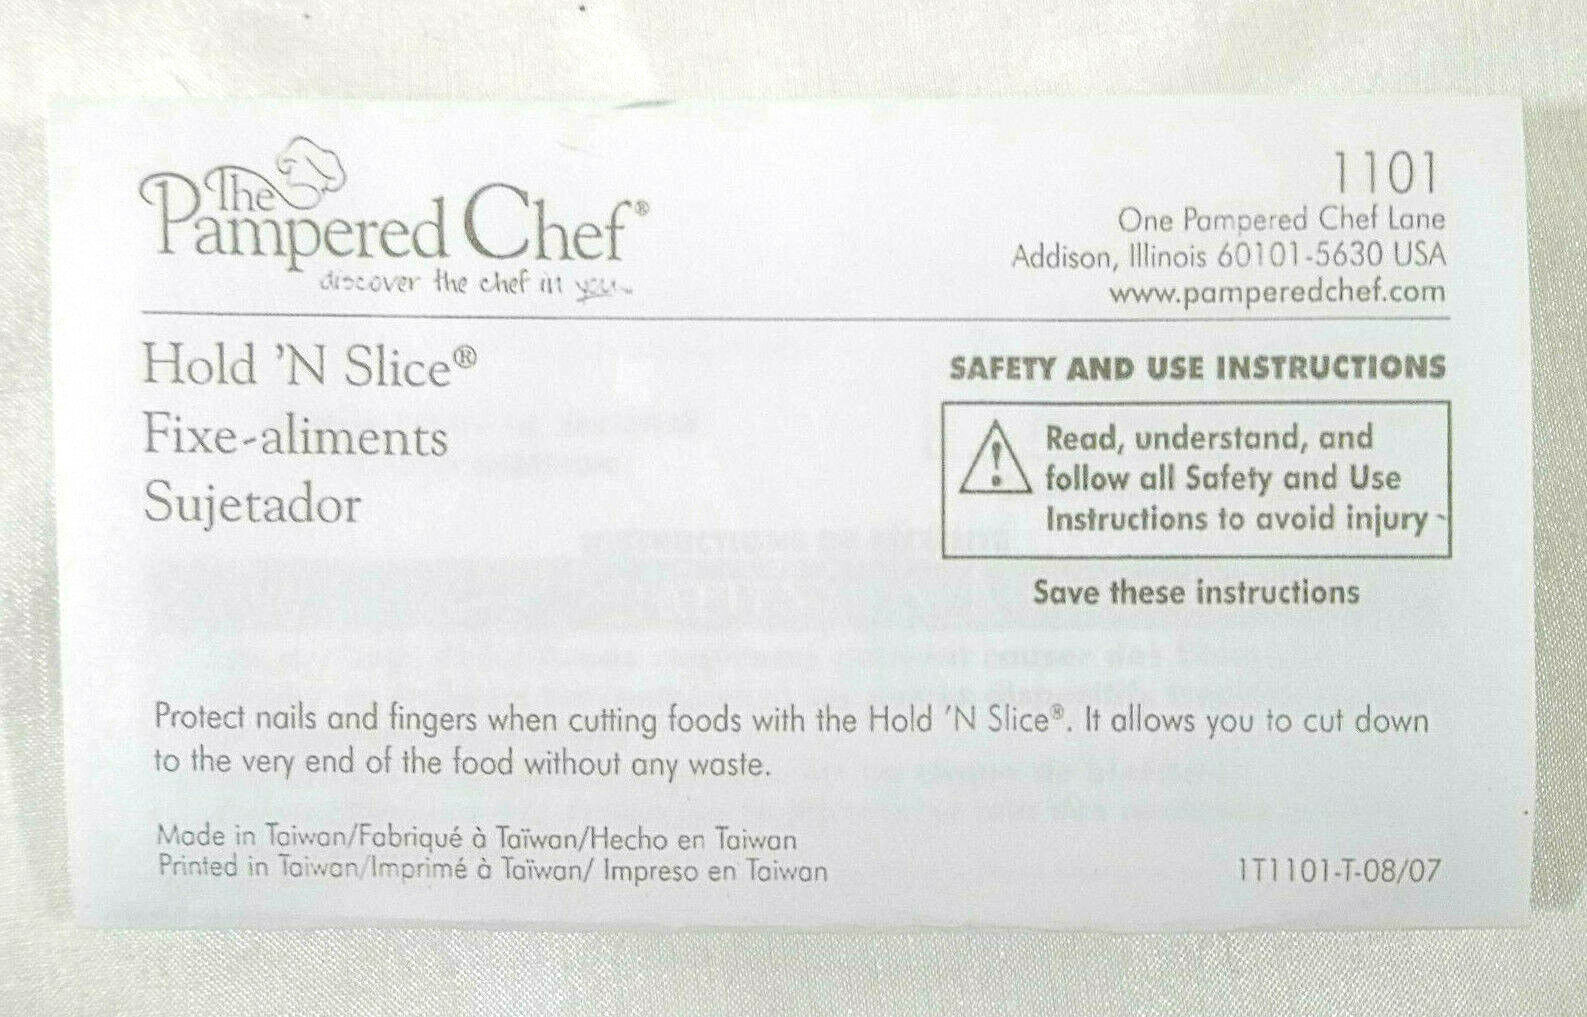 The
Pampered Chef®
discover the chef in you.
1101
One Pampered Chef Lane
Addison, Illinois 60101-5630 USA
www.pamperedchef.com
Hold 'N Slice®
Fixe-aliments
Sujetador
SAFETY AND USE INSTRUCTIONS
Read, understand, and
follow all Safety and Use
Instructions to avoid injury
Save these instructions
Protect nails and fingers when cutting foods with the Hold 'N Slice®. It allows you to cut down
to the very end of the food without any waste.
Made in Taiwan/Fabriqué à Taïwan/Hecho en Taiwan
Printed in Taiwan/Imprimé à Taïwan/ Impreso en Taiwan
1T1101-T-08/07